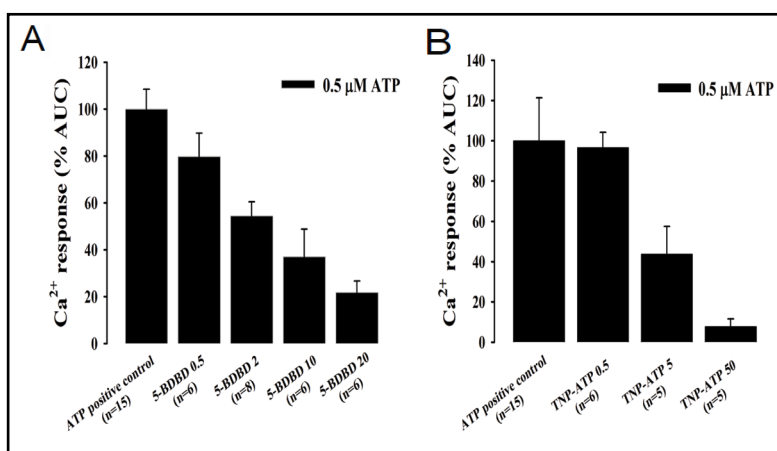 A
Ca²⁺ response (% AUC)
120
100
80
60
40
20
0
0.5 μM ATP
ATP positive control
(n=15)
5-BDBD 0.5
(n=6)
5-BDBD 2
(n=8)
5-BDBD 10
(n=6)
5-BDBD 20
(n=6)
B
Ca²⁺ response (% AUC)
140
120
100
80
60
40
20
0
0.5 μM ATP
ATP positive control
(n=15)
TNP-ATP 0.5
(n=6)
TNP-ATP 5
(n=5)
TNP-ATP 50
(n=5)